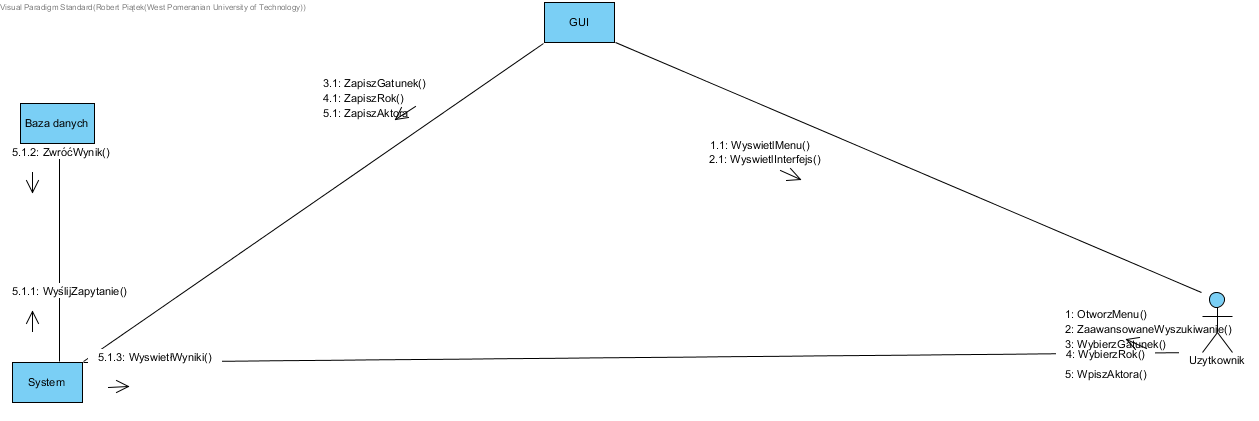 Visual Paradigm Standard(Robert Piątek(West Pomeranian University of Technology))
GUI
3.1: ZapiszGatunek()
4.1: ZapiszRok()
5.1: ZapiszAktora
Baza danych
5.1.2: ZwróćWynik()
1.1: WyswietlMenu()
2.1: WyswietlInterfejs()
5.1.1: WyślijZapytanie()
1: OtworzMenu()
2: ZaawansowaneWyszukiwanie()
3: WybierzGatunek()
4: WybierzRok()
5: WpiszAktora()
Uzytkownik
5.1.3: WyswietlWyniki()
System